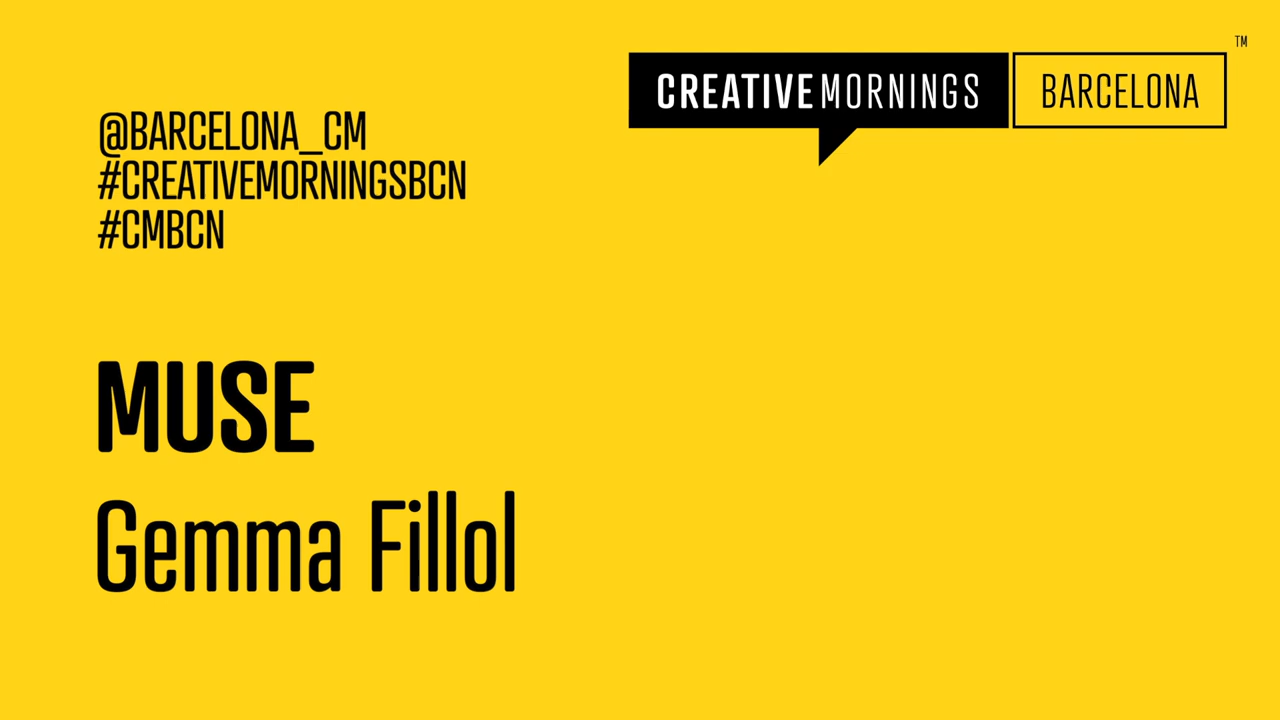 TM
CREATIVEMORNINGS BARCELONA
@BARCELONA_CM
#CREATIVEMORNINGSBCN
#CMBCN
MUSE
Gemma Fillol